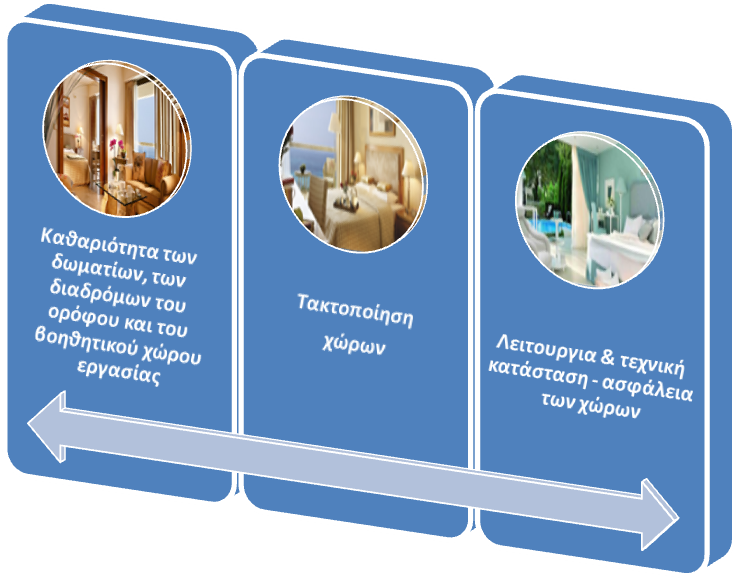 Καθαριότητα των
δωματίων, των
διαδρόμων του
ορόφου και του
βοηθητικού χώρου
εργασίας
Τακτοποίηση
χώρων
Λειτουργια & τεχνική
κατάσταση - ασφάλεια
των χώρων